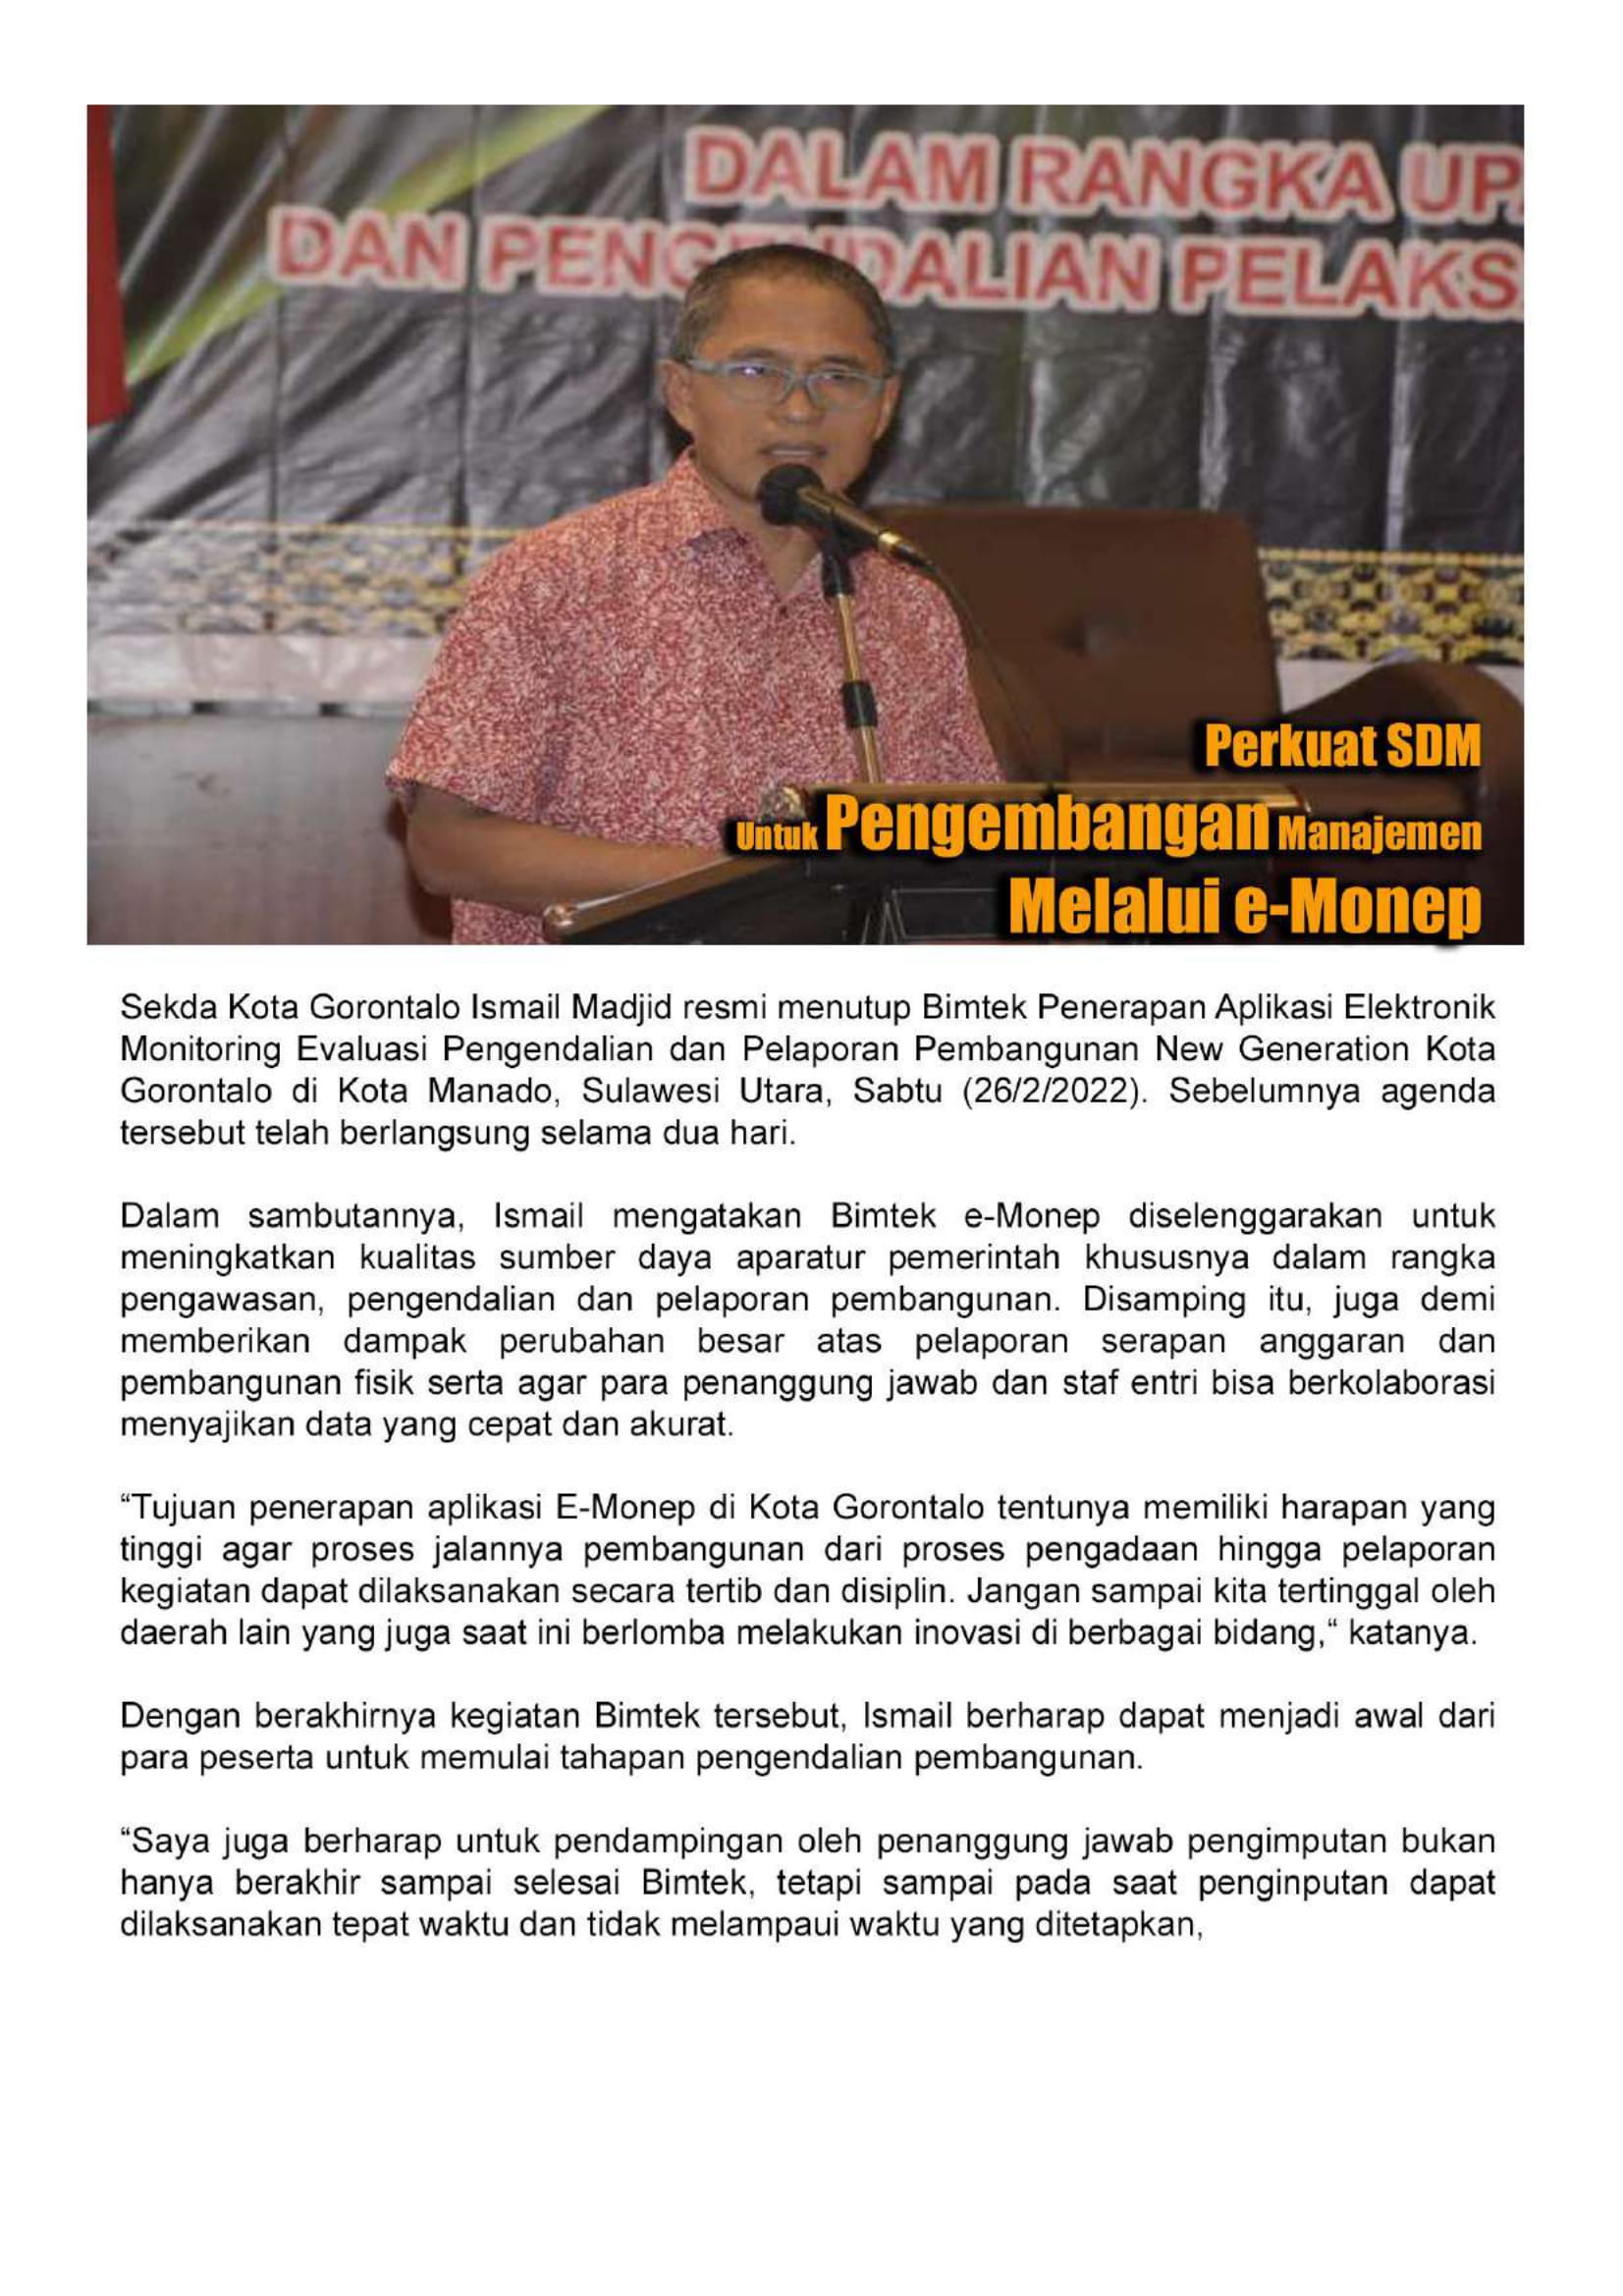 DALAM RANGKA UP
DAN PENG DALIAN PELAKS
Perkuat SDM
Untuk Pengembangan Manajemen
Melalui e-Monep
Sekda Kota Gorontalo Ismail Madjid resmi menutup Bimtek Penerapan Aplikasi Elektronik
Monitoring Evaluasi Pengendalian dan Pelaporan Pembangunan New Generation Kota
Gorontalo di Kota Manado, Sulawesi Utara, Sabtu (26/2/2022). Sebelumnya agenda
tersebut telah berlangsung selama dua hari.
Dalam sambutannya, Ismail mengatakan Bimtek e-Monep diselenggarakan untuk
meningkatkan kualitas sumber daya aparatur pemerintah khususnya dalam rangka
pengawasan, pengendalian dan pelaporan pembangunan. Disamping itu, juga demi
memberikan dampak perubahan besar atas pelaporan serapan anggaran dan
pembangunan fisik serta agar para penanggung jawab dan staf entri bisa berkolaborasi
menyajikan data yang cepat dan akurat.
“Tujuan penerapan aplikasi E-Monep di Kota Gorontalo tentunya memiliki harapan yang
tinggi agar proses jalannya pembangunan dari proses pengadaan hingga pelaporan
kegiatan dapat dilaksanakan secara tertib dan disiplin. Jangan sampai kita tertinggal oleh
daerah lain yang juga saat ini berlomba melakukan inovasi di berbagai bidang,“ katanya.
Dengan berakhirnya kegiatan Bimtek tersebut, Ismail berharap dapat menjadi awal dari
para peserta untuk memulai tahapan pengendalian pembangunan.
“Saya juga berharap untuk pendampingan oleh penanggung jawab pengimputan bukan
hanya berakhir sampai selesai Bimtek, tetapi sampai pada saat penginputan dapat
dilaksanakan tepat waktu dan tidak melampaui waktu yang ditetapkan,